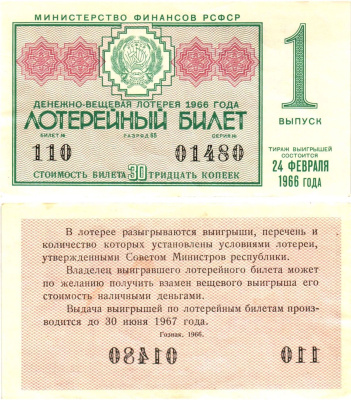 МИНИСТЕРСТВО ФИНАНСОВ РСФСР
ДЕНЕЖНО-ВЕЩЕВАЯ ЛОТЕРЕЯ 1966 ГОДА
ЛОТЕРЕЙНЫЙ БИЛЕТ
БИЛЕТ № РАЗРЯД 65 СЕРИЯ №
110 01480
СТОИМОСТЬ БИЛЕТА 30 ТРИДЦАТЬ КОПЕЕК
1
ВЫПУСК
ТИРАЖ ВЫИГРЫШЕЙ
СОСТОИТСЯ
24 ФЕВРАЛЯ
1966 ГОДА
В лотерее разыгрываются выигрыши, перечень и
количество которых установлены условиями лотереи,
утвержденными Советом Министров республики.
Владелец выигравшего лотерейного билета может
по желанию получить взамен вещевого выигрыша его
стоимость наличными деньгами.
Выдача выигрышей по лотерейным билетам произ-
водится до 30 июня 1967 года.
Гознак. 1966.
01480 110